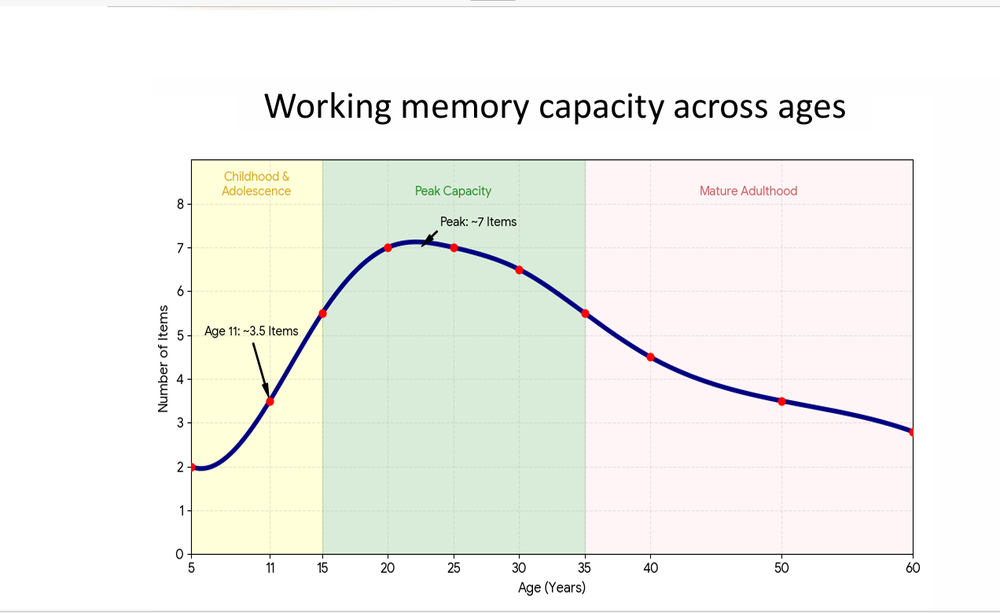 Working memory capacity across ages
Childhood &
Adolescence
Peak Capacity
Mature Adulthood
Peak: ~7 Items
Age 11: ~3.5 Items
Number of Items
8
7
6
5
4
3
2
1
0
5 11 15 20 25 30 35 40 50 60
Age (Years)